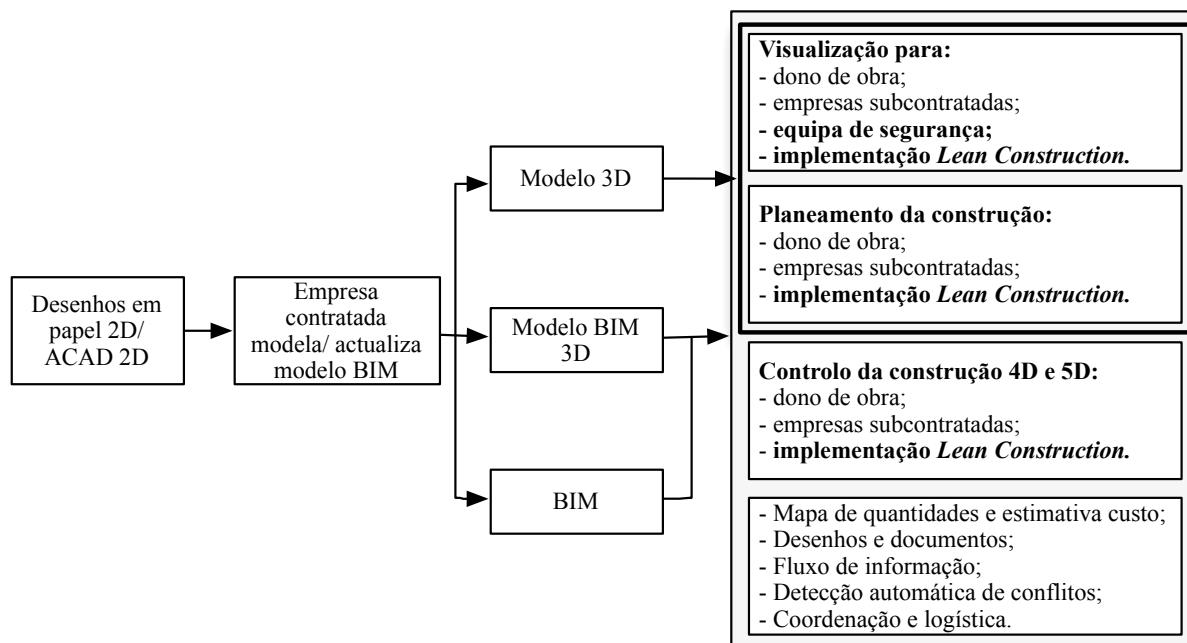 Desenhos em
papel 2D/
ACAD 2D
Empresa
contratada
modela/ actualiza
modelo BIM
Modelo 3D
Modelo BIM
3D
BIM
Visualização para:
- dono de obra;
- empresas subcontratadas;
- equipa de segurança;
- implementação Lean Construction.
Planeamento da construção:
- dono de obra;
- empresas subcontratadas;
- implementação Lean Construction.
Controlo da construção 4D e 5D:
- dono de obra;
- empresas subcontratadas;
- implementação Lean Construction.
- Mapa de quantidades e estimativa custo;
- Desenhos e documentos;
- Fluxo de informação;
- Detecção automática de conflitos;
- Coordenação e logística.